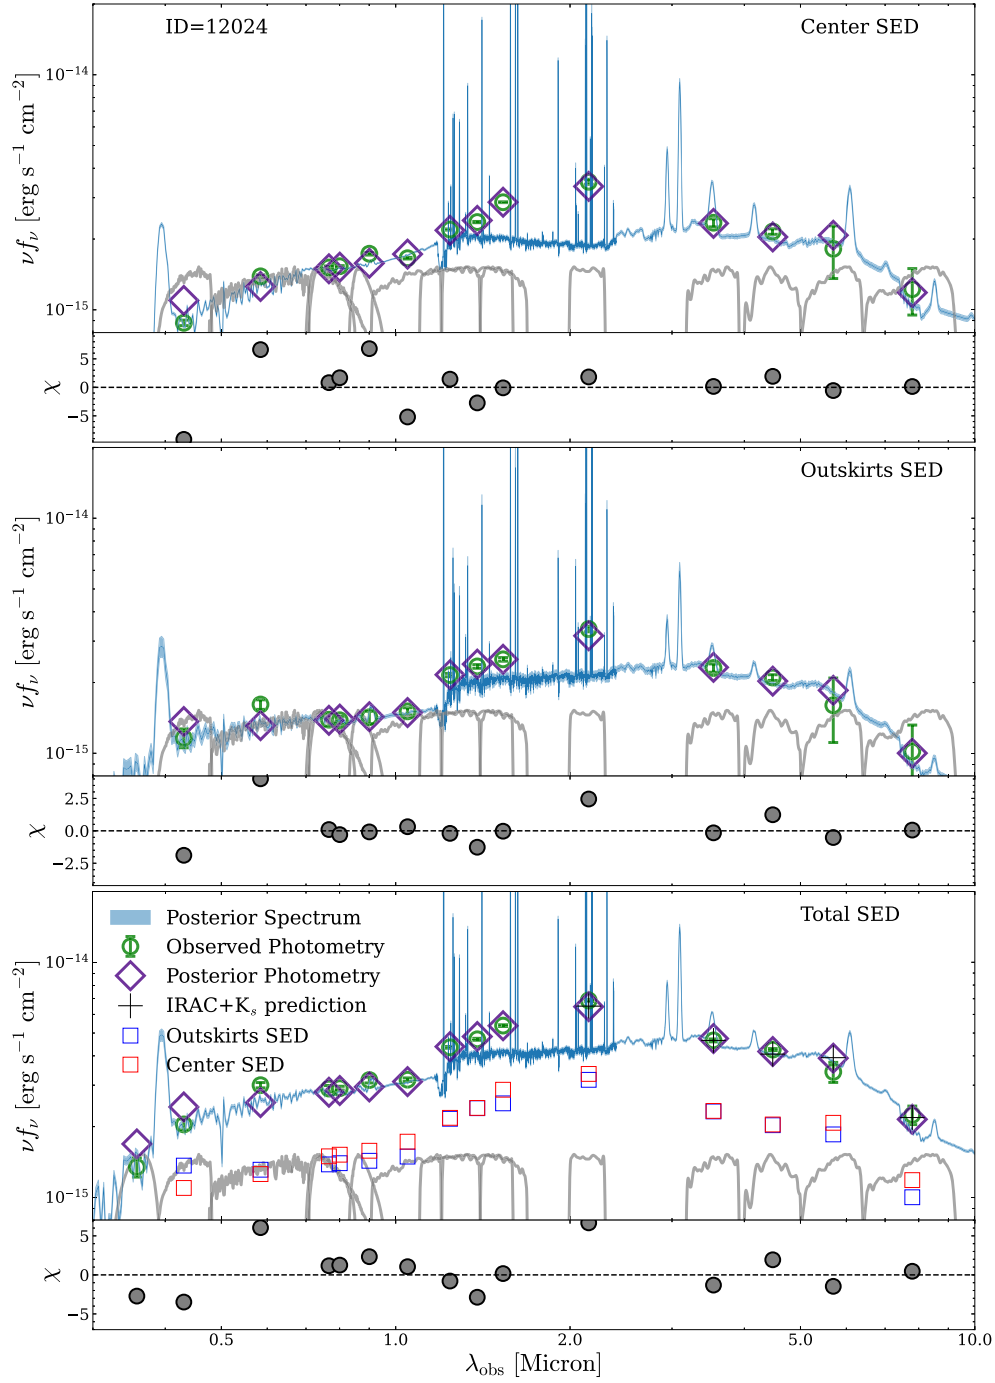 ID=12024
Center SED
νf_ν [erg s⁻¹ cm⁻²]
10⁻¹⁴
10⁻¹⁵
χ
5
0
−5
Outskirts SED
νf_ν [erg s⁻¹ cm⁻²]
10⁻¹⁴
10⁻¹⁵
χ
2.5
0.0
−2.5
Total SED
νf_ν [erg s⁻¹ cm⁻²]
10⁻¹⁴
10⁻¹⁵
Posterior Spectrum
Observed Photometry
Posterior Photometry
IRAC+K_s prediction
Outskirts SED
Center SED
χ
5
0
−5
0.5 1.0 2.0 5.0 10.0
λ_obs [Micron]